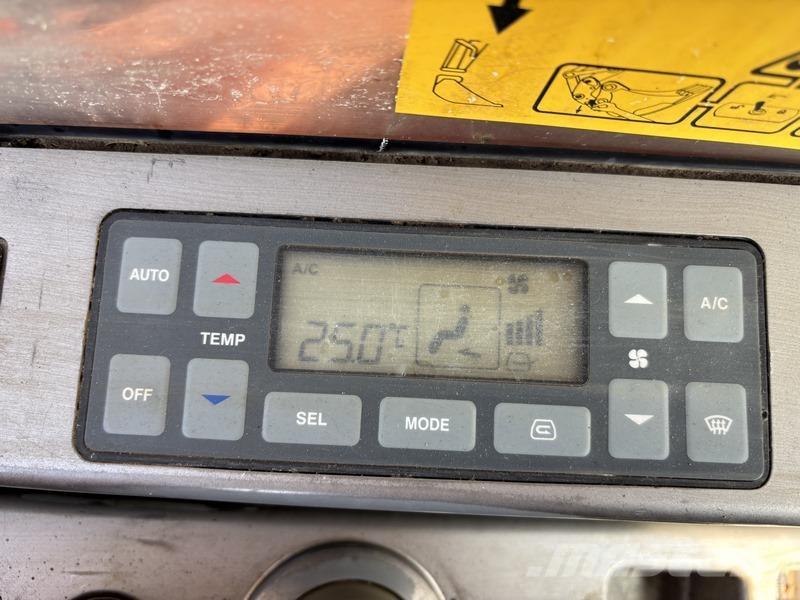 AUTO
A/C
A/C
TEMP
25.0°C
OFF
SEL
MODE